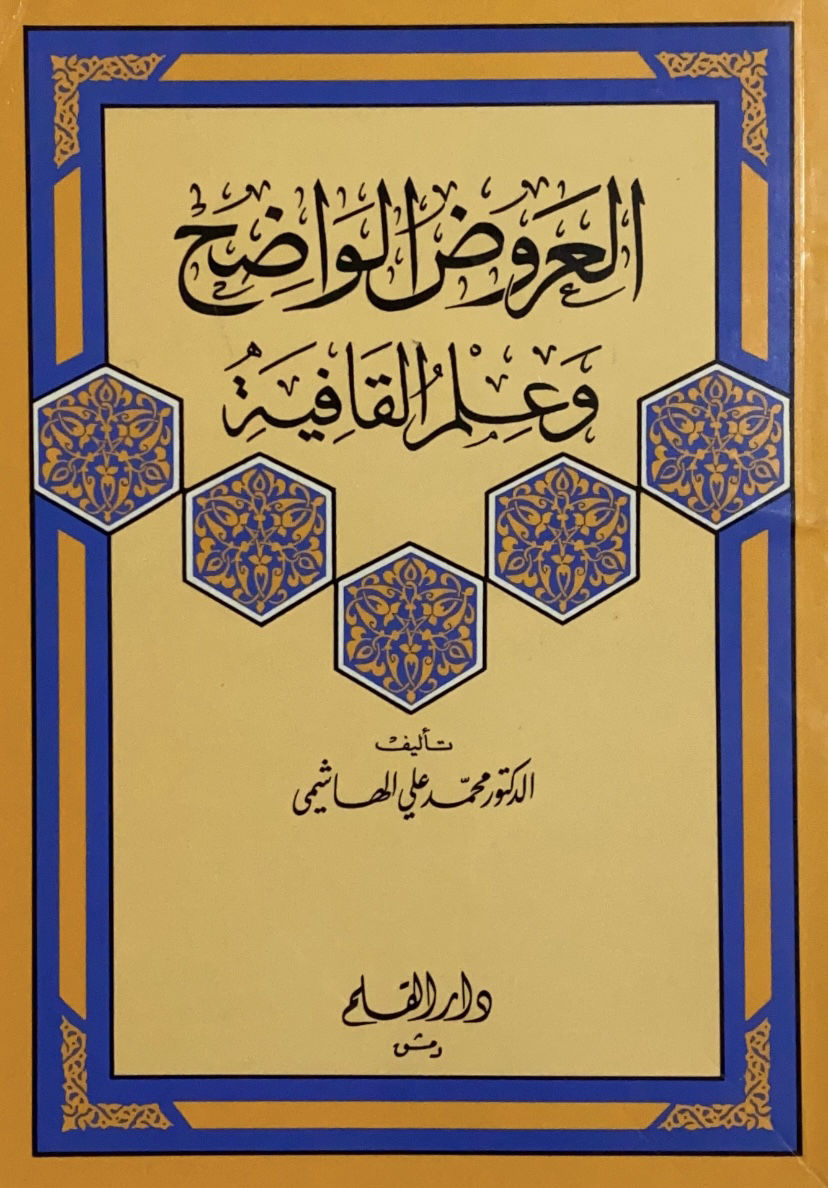 العروض الواضح
وعلم القافية
تأليف
الدكتور محمد علي الهاشمي
دار القلم
دمشق